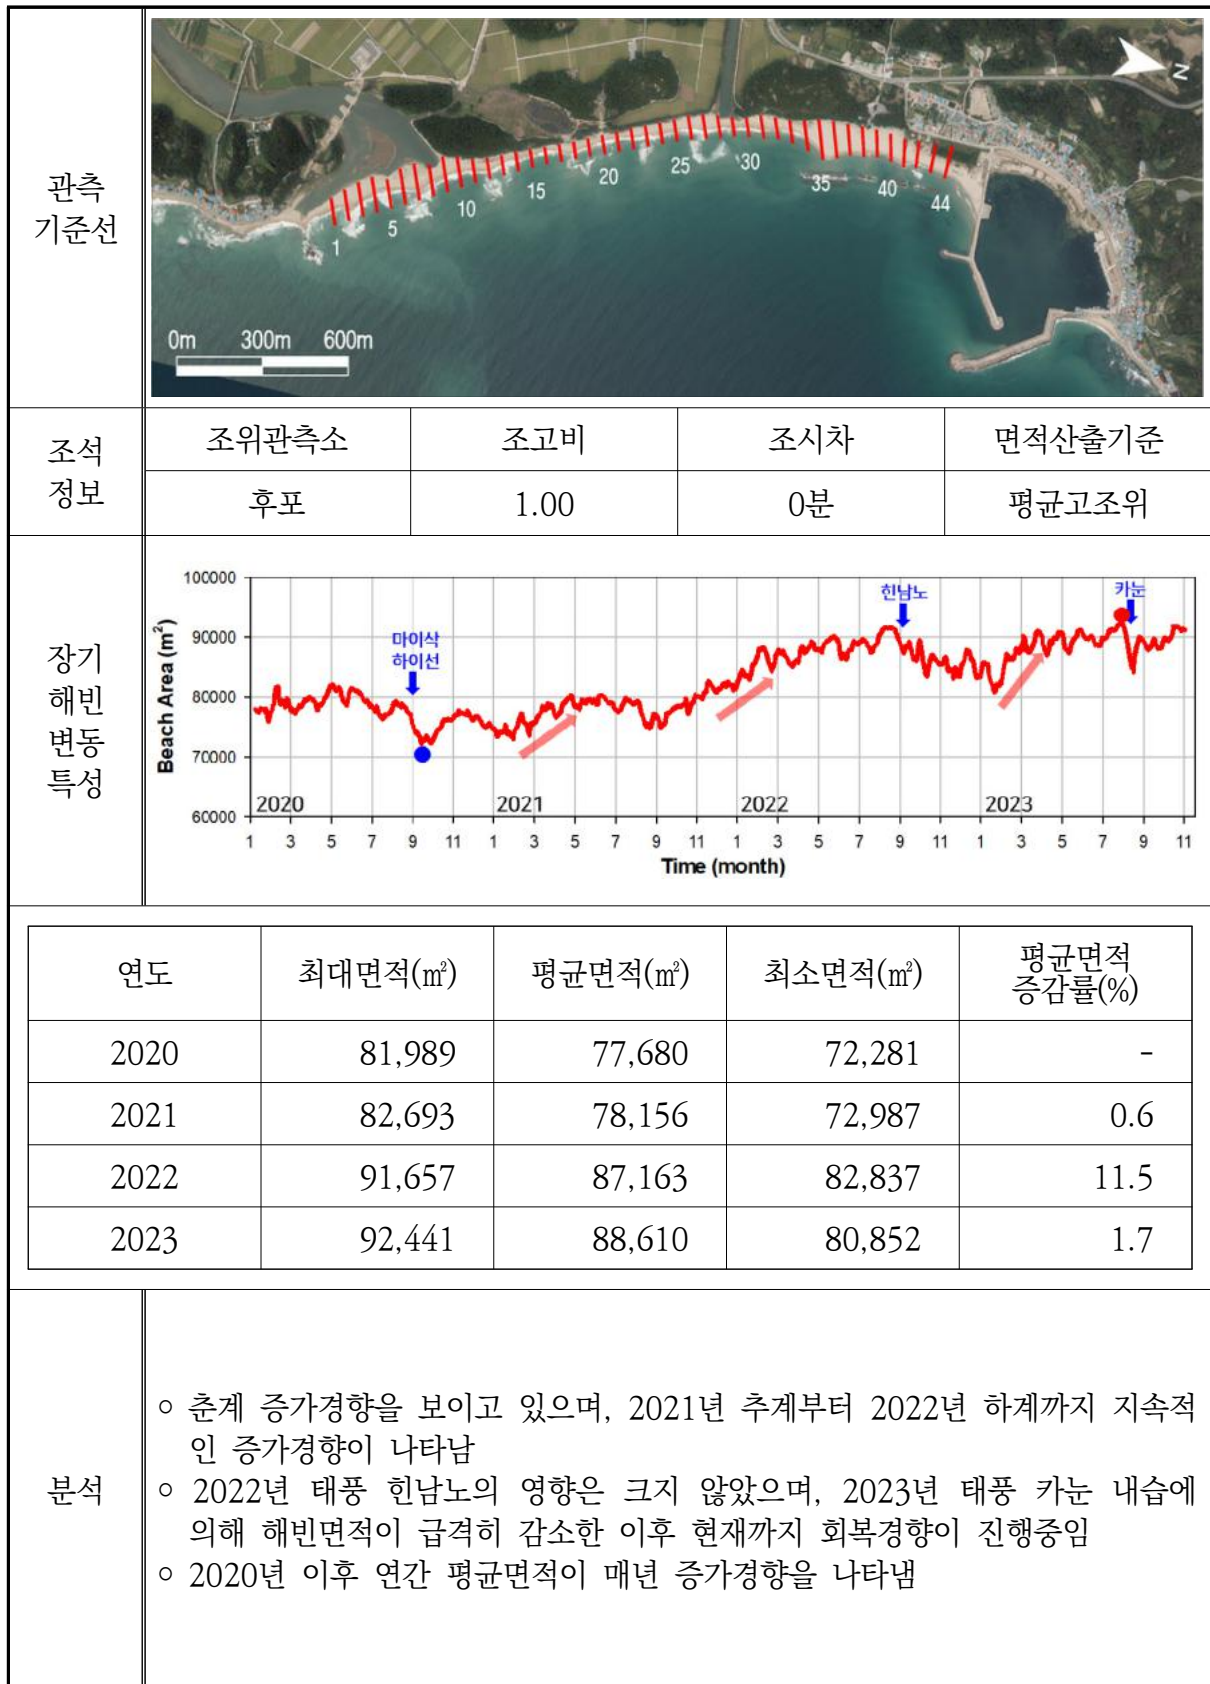 관측
기준선
N
1
5
10
15
20
25
30
35
40
44
0m 300m 600m
조석
정보
조위관측소 조고비 조시차 면적산출기준
후포 1.00 0분 평균고조위
장기
해빈
변동
특성
Beach Area (m²)
100000
90000
80000
70000
60000
마이삭
하이선
힌남노
카눈
2020 2021 2022 2023
1 3 5 7 9 11 1 3 5 7 9 11 1 3 5 7 9 11 1 3 5 7 9 11
Time (month)
연도 최대면적(㎡) 평균면적(㎡) 최소면적(㎡) 평균면적
증감률(%)
2020 81,989 77,680 72,281 -
2021 82,693 78,156 72,987 0.6
2022 91,657 87,163 82,837 11.5
2023 92,441 88,610 80,852 1.7
분석
○ 춘계 증가경향을 보이고 있으며, 2021년 추계부터 2022년 하계까지 지속적
인 증가경향이 나타남
○ 2022년 태풍 힌남노의 영향은 크지 않았으며, 2023년 태풍 카눈 내습에
의해 해빈면적이 급격히 감소한 이후 현재까지 회복경향이 진행중임
○ 2020년 이후 연간 평균면적이 매년 증가경향을 나타냄